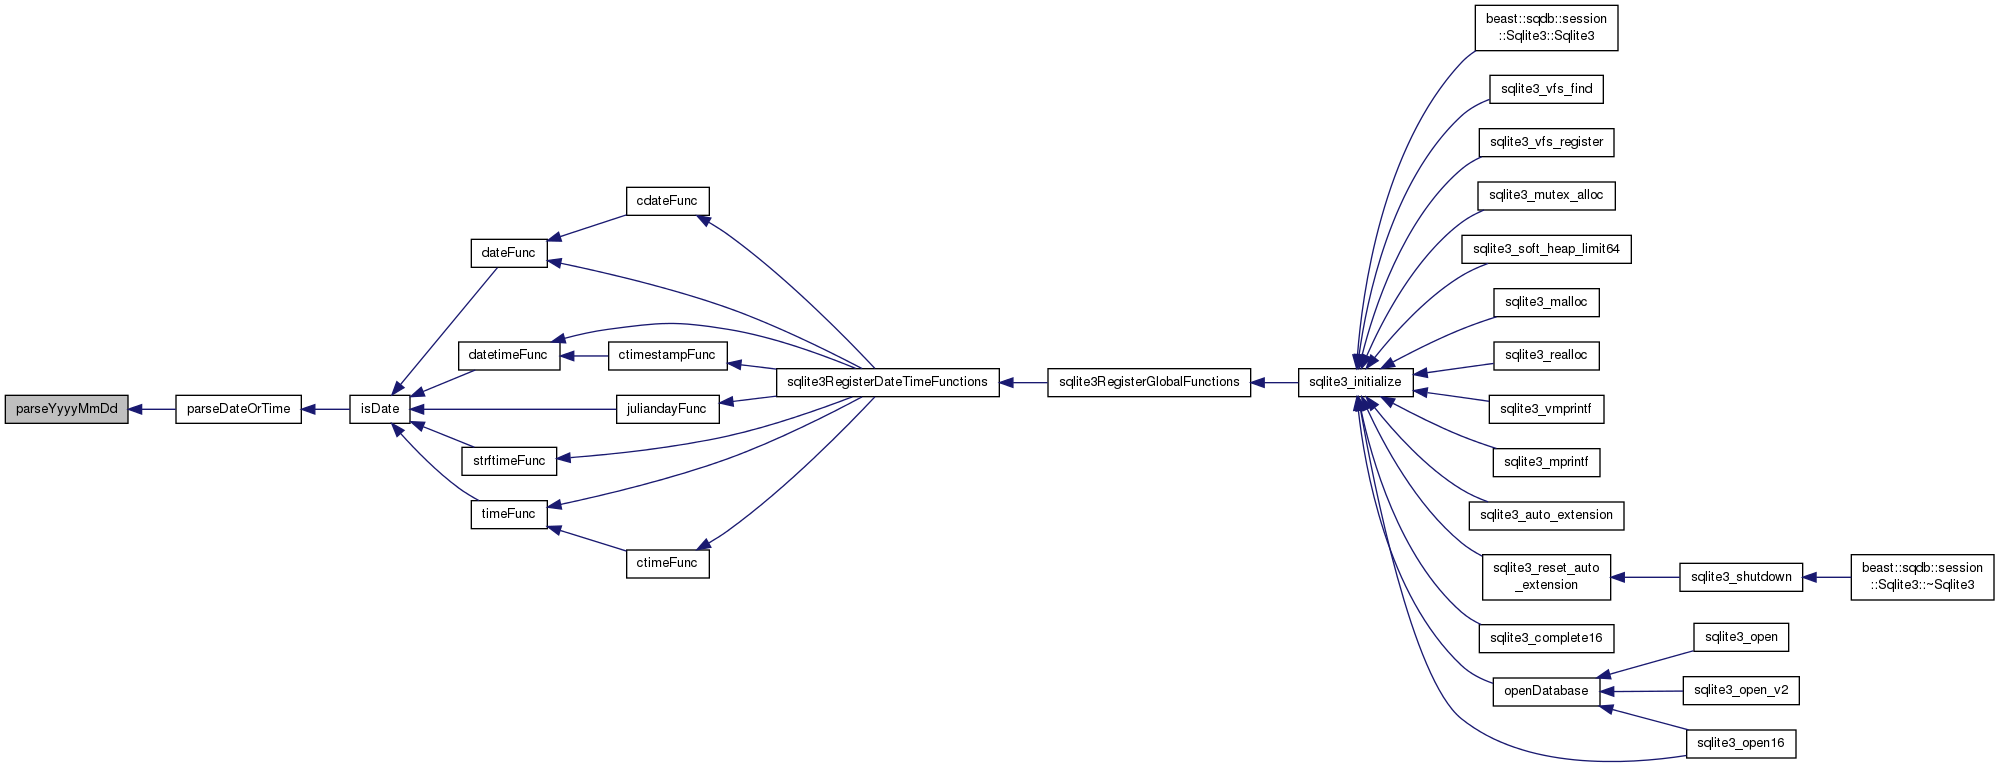 parseYyyyMmDd
parseDateOrTime
isDate
dateFunc
datetimeFunc
strftimeFunc
timeFunc
cdateFunc
ctimestampFunc
juliandayFunc
ctimeFunc
sqlite3RegisterDateTimeFunctions
sqlite3RegisterGlobalFunctions
sqlite3_initialize
beast::sqdb::session
::Sqlite3::Sqlite3
sqlite3_vfs_find
sqlite3_vfs_register
sqlite3_mutex_alloc
sqlite3_soft_heap_limit64
sqlite3_malloc
sqlite3_realloc
sqlite3_vmprintf
sqlite3_mprintf
sqlite3_auto_extension
sqlite3_reset_auto
_extension
sqlite3_complete16
openDatabase
sqlite3_shutdown
sqlite3_open
sqlite3_open_v2
sqlite3_open16
beast::sqdb::session
::Sqlite3::~Sqlite3